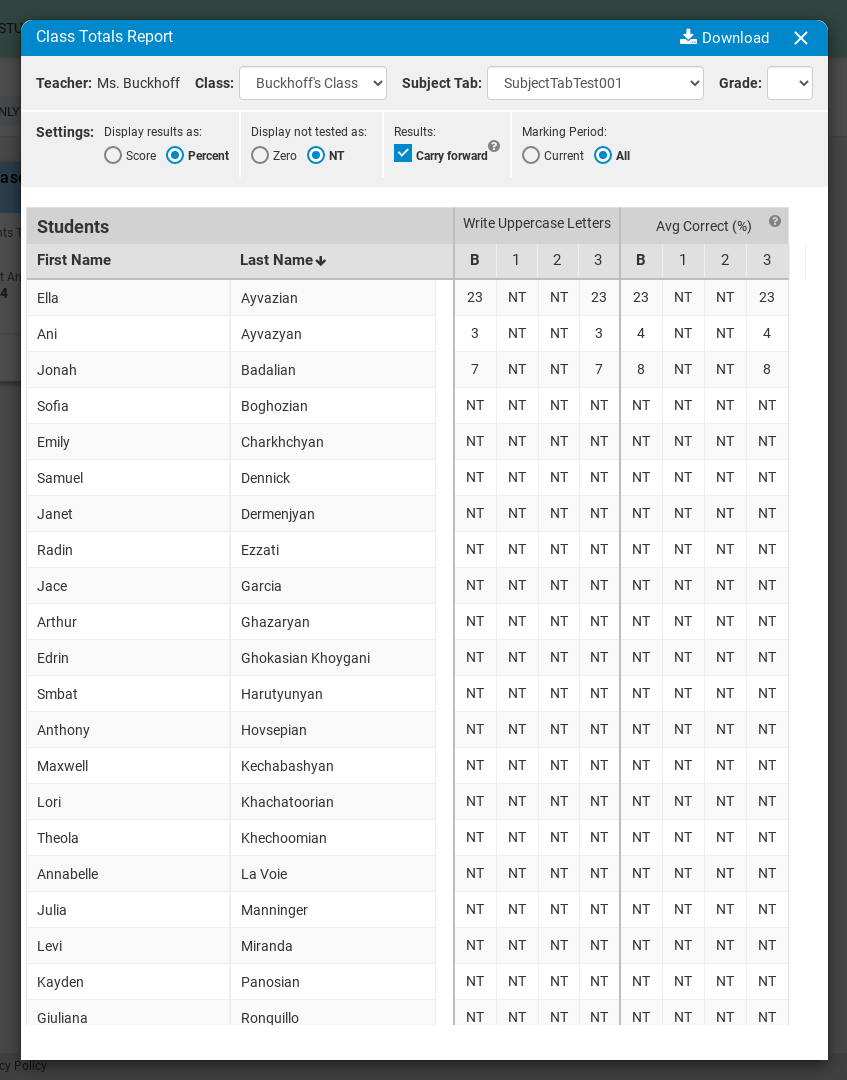 Class Totals Report Download
Teacher: Ms. Buckhoff Class: Buckhoff's Class Subject Tab: SubjectTabTest001 Grade:
Settings: Display results as: Display not tested as: Results: Marking Period:
Score Percent Zero NT Carry forward ? Current All
Students Write Uppercase Letters Avg Correct (%) ?
First Name Last Name B 1 2 3 B 1 2 3
Ella Ayvazian 23 NT NT 23 23 NT NT 23
Ani Ayvazyan 3 NT NT 3 4 NT NT 4
Jonah Badalian 7 NT NT 7 8 NT NT 8
Sofia Boghozian NT NT NT NT NT NT NT NT
Emily Charkhchyan NT NT NT NT NT NT NT NT
Samuel Dennick NT NT NT NT NT NT NT NT
Janet Dermenjyan NT NT NT NT NT NT NT NT
Radin Ezzati NT NT NT NT NT NT NT NT
Jace Garcia NT NT NT NT NT NT NT NT
Arthur Ghazaryan NT NT NT NT NT NT NT NT
Edrin Ghokasian Khoygani NT NT NT NT NT NT NT NT
Smbat Harutyunyan NT NT NT NT NT NT NT NT
Anthony Hovsepian NT NT NT NT NT NT NT NT
Maxwell Kechabashyan NT NT NT NT NT NT NT NT
Lori Khachatoorian NT NT NT NT NT NT NT NT
Theola Khechoomian NT NT NT NT NT NT NT NT
Annabelle La Voie NT NT NT NT NT NT NT NT
Julia Manninger NT NT NT NT NT NT NT NT
Levi Miranda NT NT NT NT NT NT NT NT
Kayden Panosian NT NT NT NT NT NT NT NT
Giuliana Ronquillo NT NT NT NT NT NT NT NT
Policy